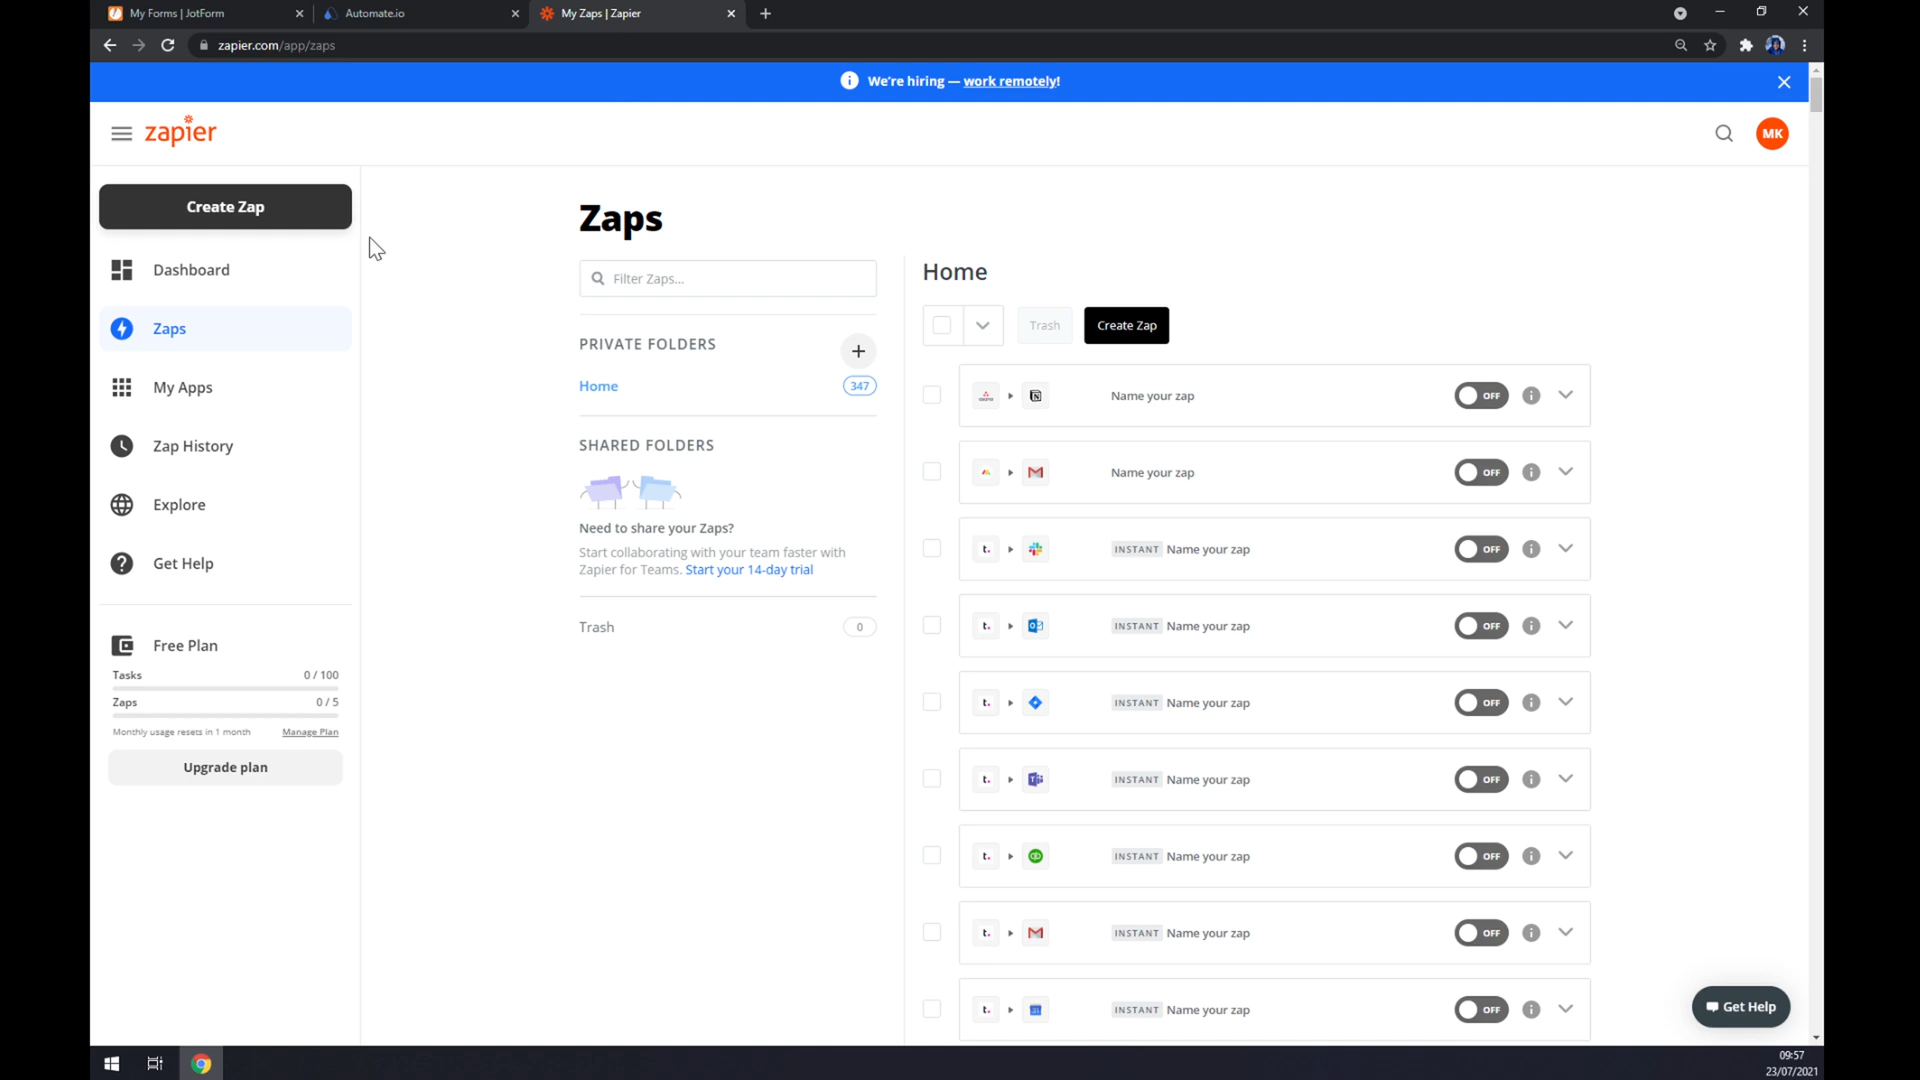 My Forms | JotForm
Automate.io
My Zaps | Zapier
zapier.com/app/zaps
We're hiring — work remotely!
zapier
MK
Create Zap
Dashboard
Zaps
My Apps
Zap History
Explore
Get Help
Free Plan
Tasks 0 / 100
Zaps 0 / 5
Monthly usage resets in 1 month Manage Plan
Upgrade plan
Zaps
Filter Zaps...
PRIVATE FOLDERS
Home 347
SHARED FOLDERS
Need to share your Zaps?
Start collaborating with your team faster with
Zapier for Teams. Start your 14-day trial
Trash 0
Home
Trash Create Zap
Name your zap OFF
Name your zap OFF
t. INSTANT Name your zap OFF
t. INSTANT Name your zap OFF
t. INSTANT Name your zap OFF
t. INSTANT Name your zap OFF
t. INSTANT Name your zap OFF
t. INSTANT Name your zap OFF
t. INSTANT Name your zap OFF
Get Help
09:57
23/07/2021